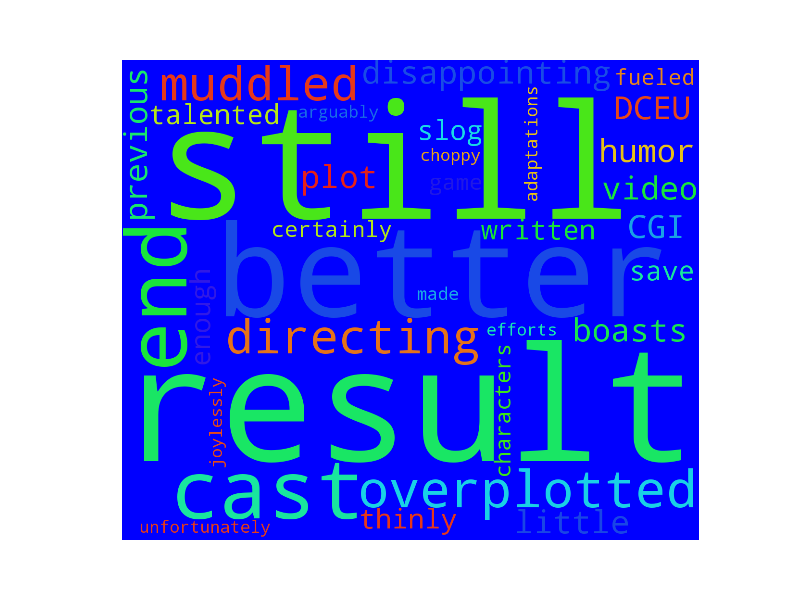 disappointing
fueled
muddled
previous
talented
arguably
DCEU
adaptations
still
slog
choppy
humor
plot
game
video
certainly
written
CGI
end
better
save
enough
made
directing
efforts
boasts
result
characters
joylessly
cast
overplotted
thinly
little
unfortunately